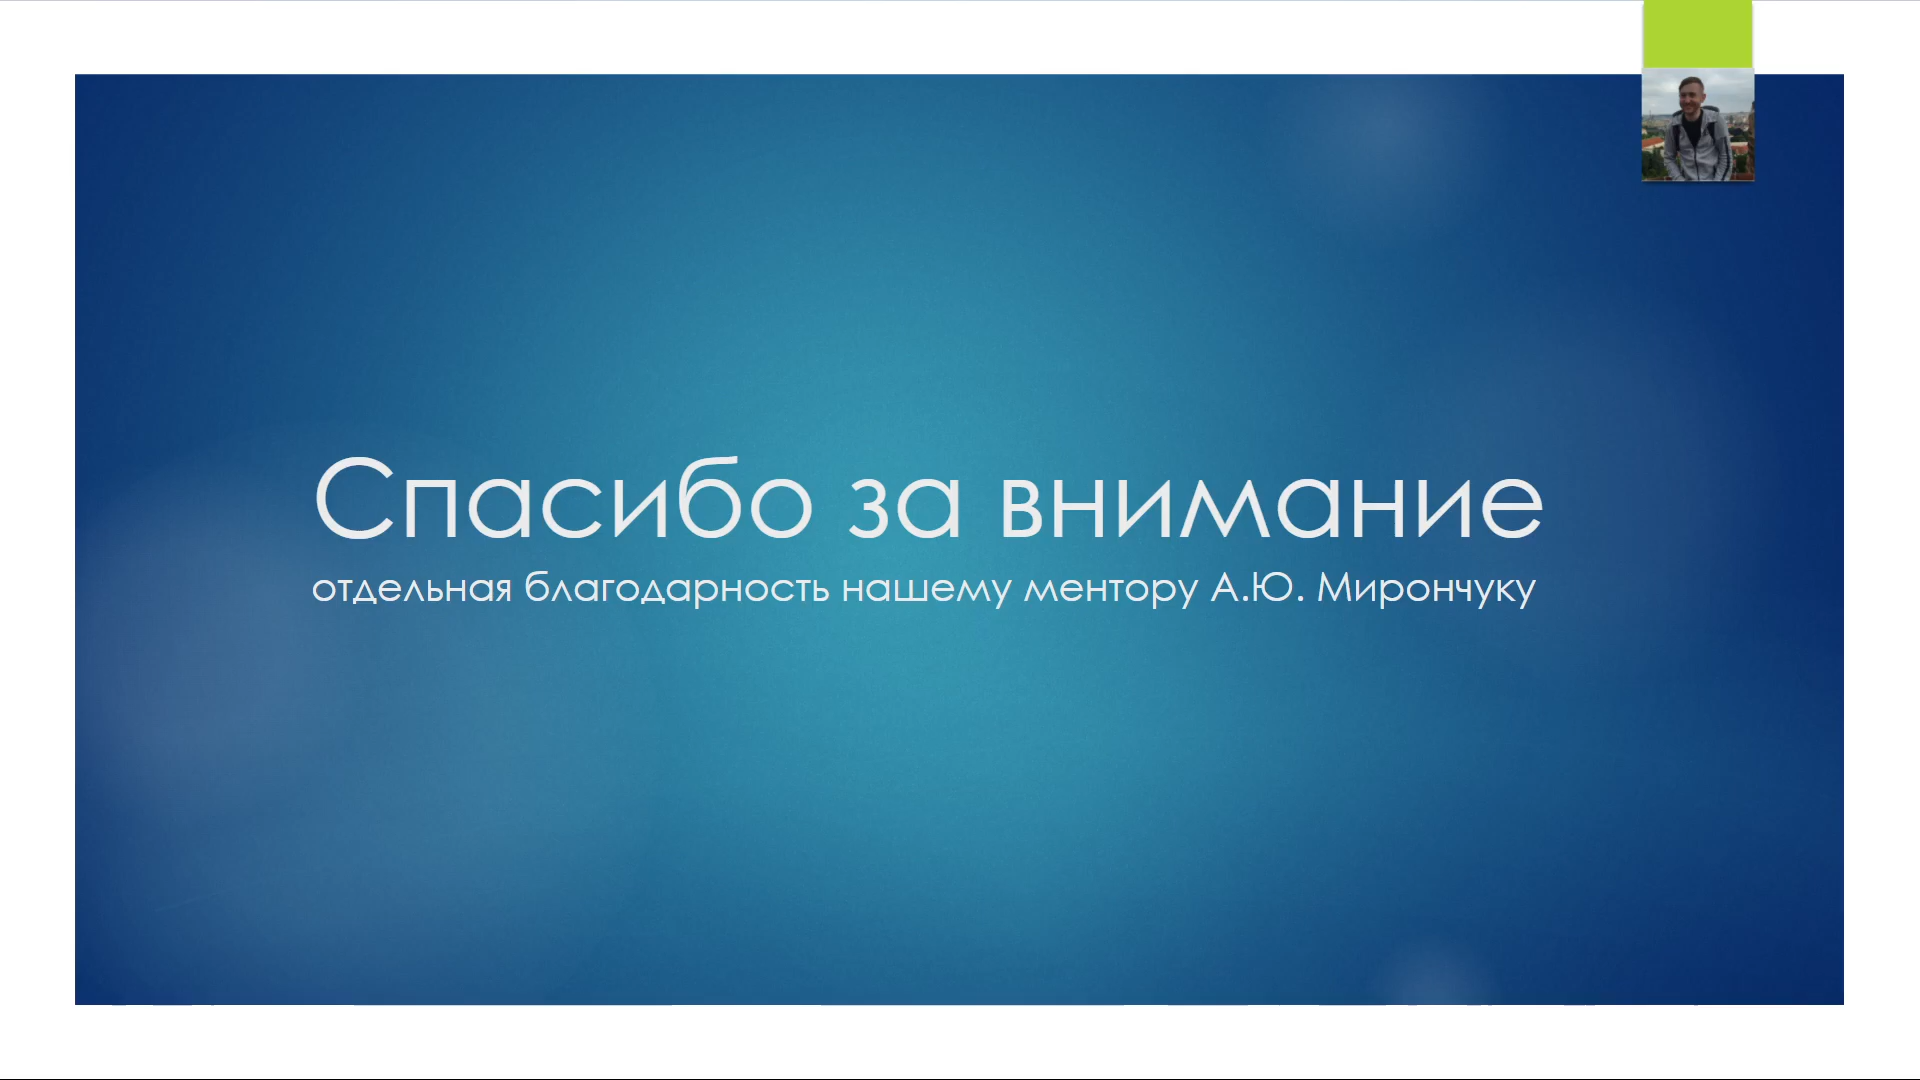 Спасибо за внимание
отдельная благодарность нашему ментору А.Ю. Мирончуку